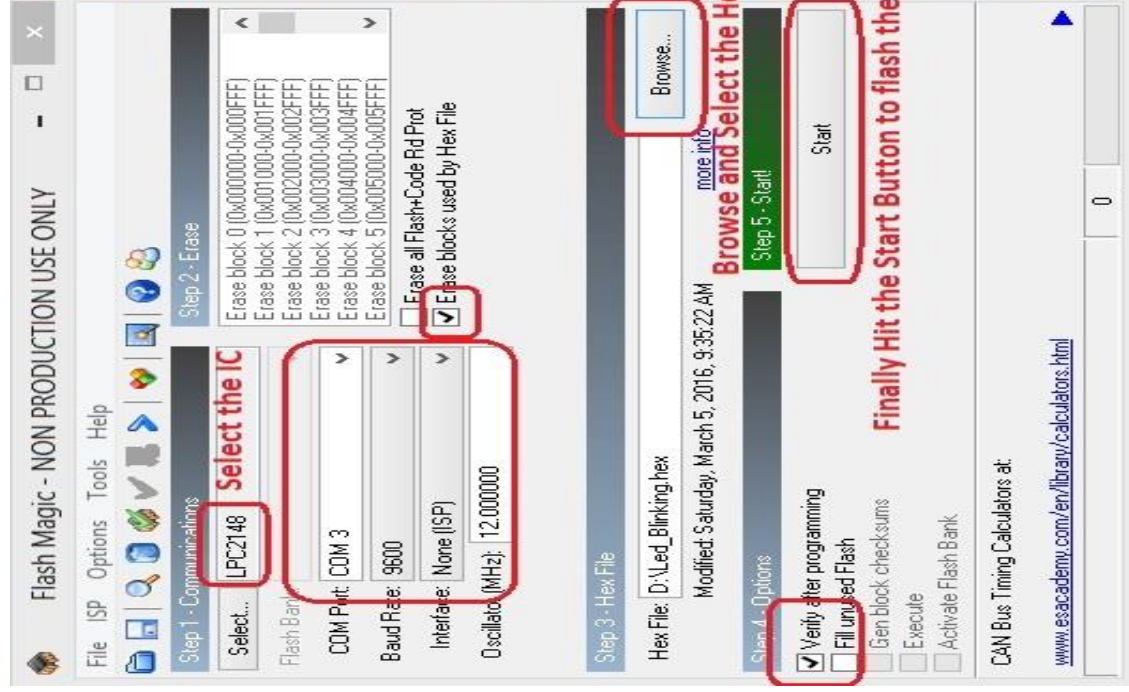 Flash Magic - NON PRODUCTION USE ONLY
File ISP Options Tools Help
Step 1 - Communications
Select... LPC2148 Select the IC
Flash Bank
COM Port: COM 3
Baud Rate: 9600
Interface: None (ISP)
Oscillator (MHz): 12.000000
Step 2 - Erase
Erase block 0 (0x000000-0x000FFF)
Erase block 1 (0x001000-0x001FFF)
Erase block 2 (0x002000-0x002FFF)
Erase block 3 (0x003000-0x003FFF)
Erase block 4 (0x004000-0x004FFF)
Erase block 5 (0x005000-0x005FFF)
Erase all Flash+Code Rd Prot
Erase blocks used by Hex File
Step 3 - Hex File
Hex File: D:\Led_Blinking.hex Browse...
Modified: Saturday, March 5, 2016, 9:35:22 AM more info
Browse and Select the He
Step 4 - Options
Verify after programming
Fill unused Flash
Gen block checksums
Execute
Activate Flash Bank
Step 5 - Start!
Start
Finally Hit the Start Button to flash the
CAN Bus Timing Calculators at:
www.esacademy.com/en/library/calculators.html
0